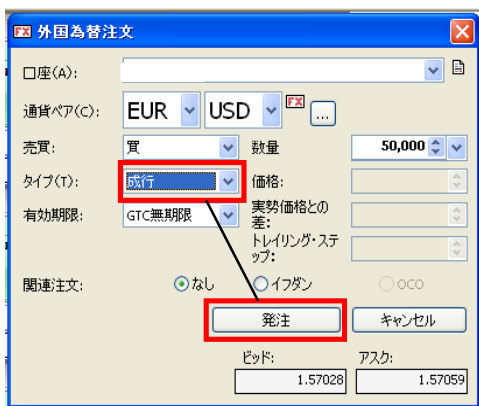 FX 外国為替注文
口座(A):
通貨ペア(C): EUR USD FX ...
売買: 買 数量 50,000
タイプ(T): 成行 価格:
有効期限: GTC無期限 実勢価格との
差:
トレイリング・ステ
ップ:
関連注文: なし イフダン OCO
発注 キャンセル
ビッド: アスク:
1.57028 1.57059